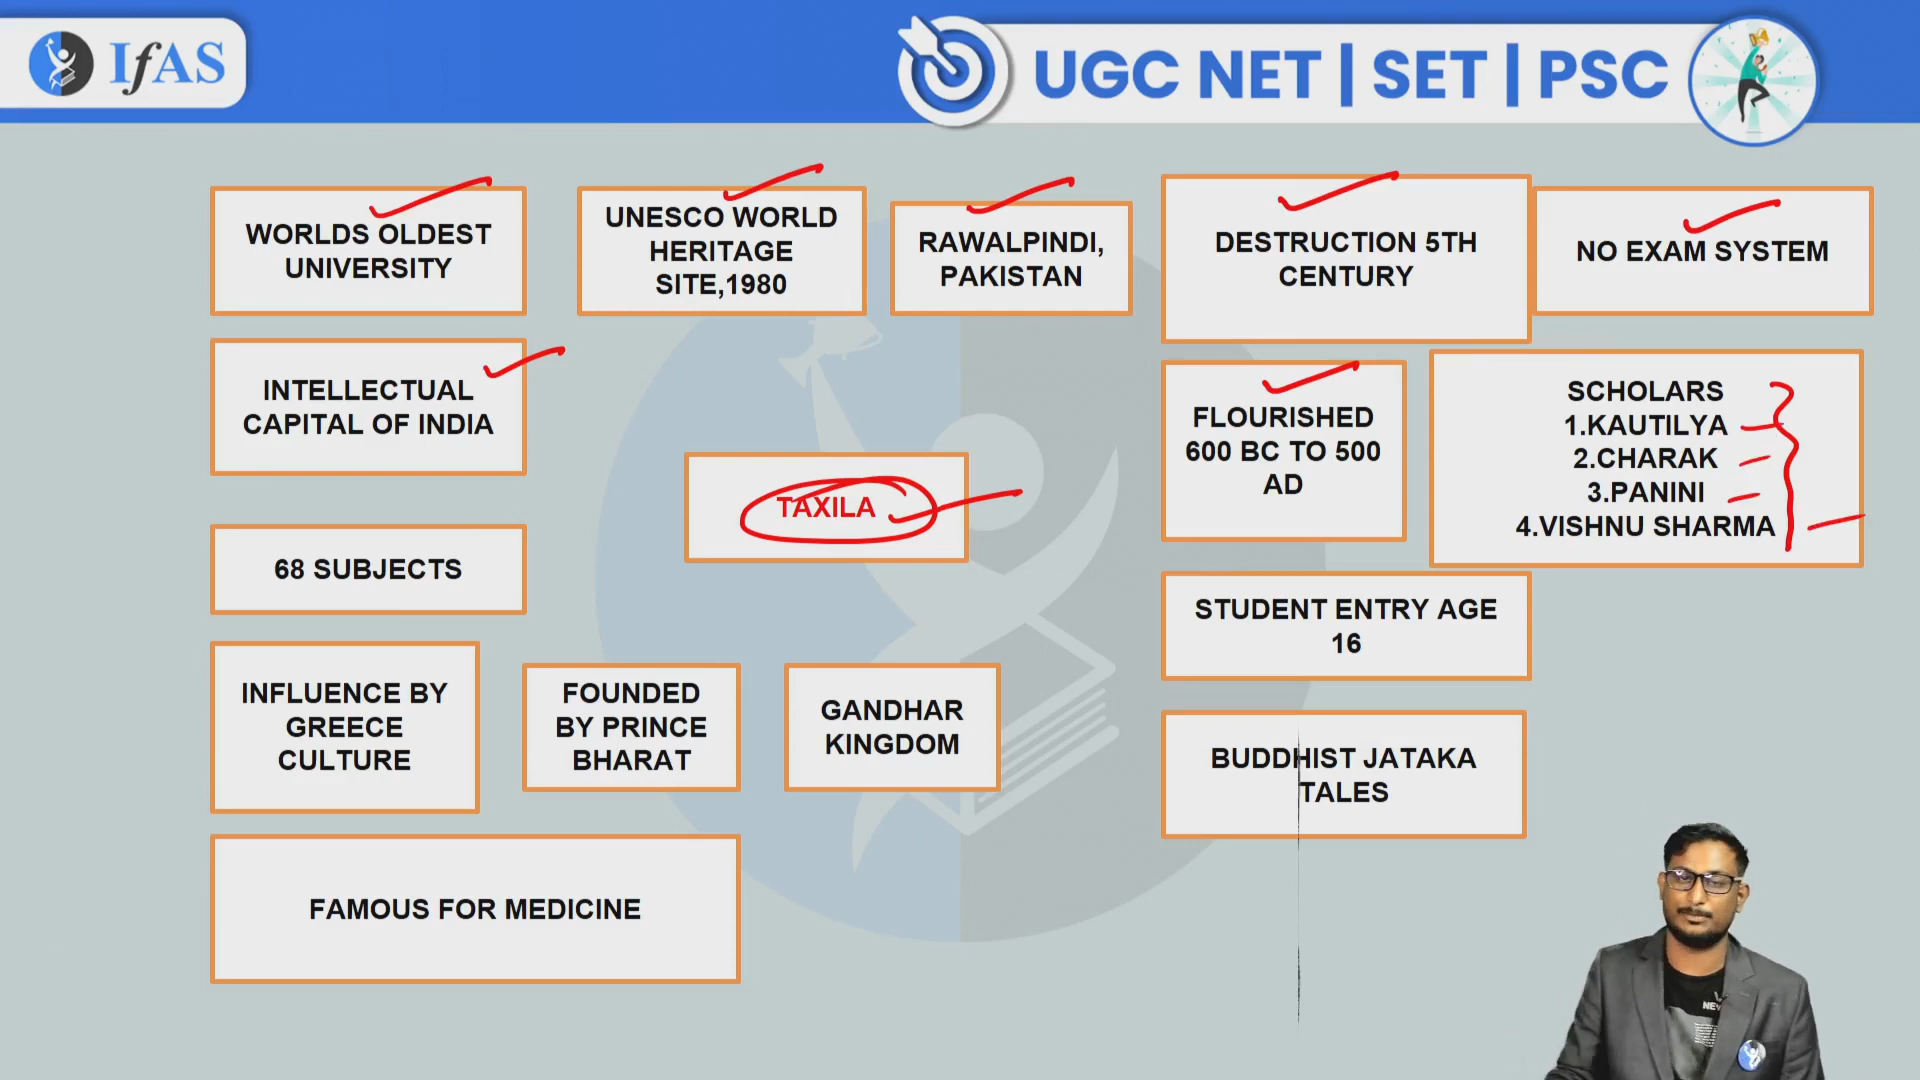 IfAS
UGC NET | SET | PSC
WORLDS OLDEST
UNIVERSITY
UNESCO WORLD
HERITAGE
SITE,1980
RAWALPINDI,
PAKISTAN
DESTRUCTION 5TH
CENTURY
NO EXAM SYSTEM
INTELLECTUAL
CAPITAL OF INDIA
TAXILA
FLOURISHED
600 BC TO 500
AD
SCHOLARS
1.KAUTILYA
2.CHARAK
3.PANINI
4.VISHNU SHARMA
68 SUBJECTS
STUDENT ENTRY AGE
16
INFLUENCE BY
GREECE
CULTURE
FOUNDED
BY PRINCE
BHARAT
GANDHAR
KINGDOM
BUDDHIST JATAKA
TALES
FAMOUS FOR MEDICINE